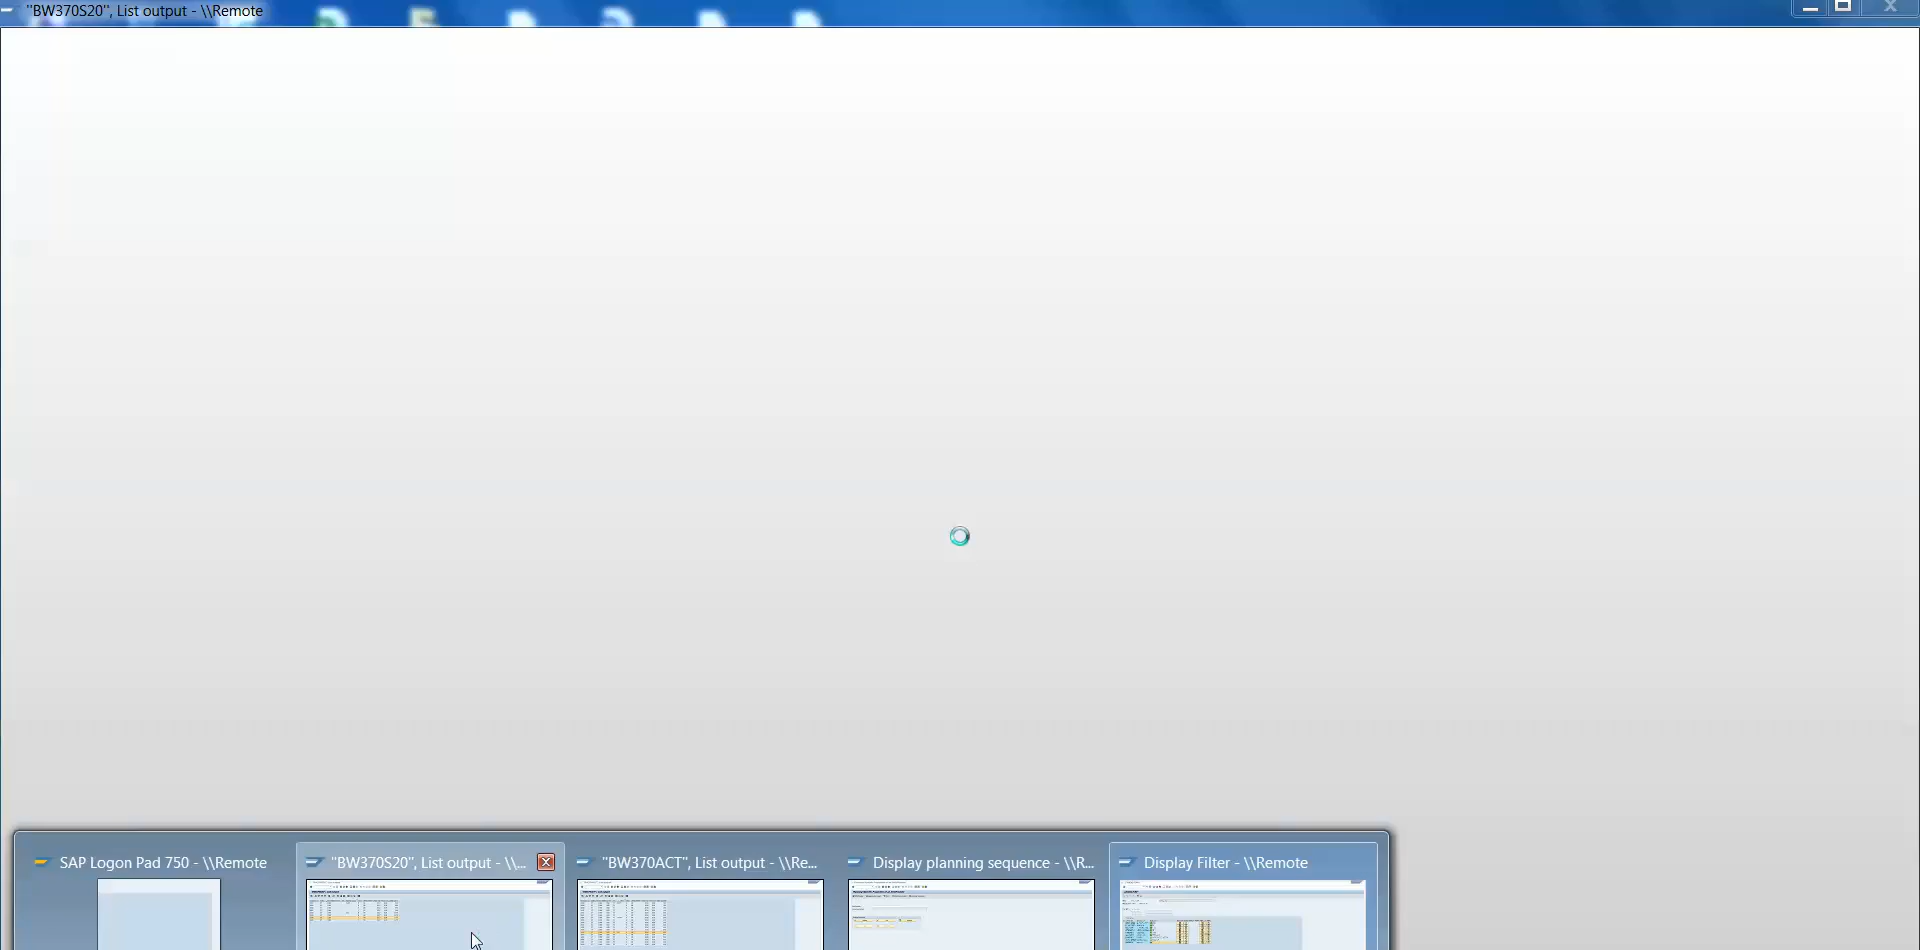 "BW370S20", List output - \\Remote
SAP Logon Pad 750 - \\Remote
"BW370S20", List output - \\...
"BW370ACT", List output - \\Re...
Display planning sequence - \\R...
Display Filter - \\Remote